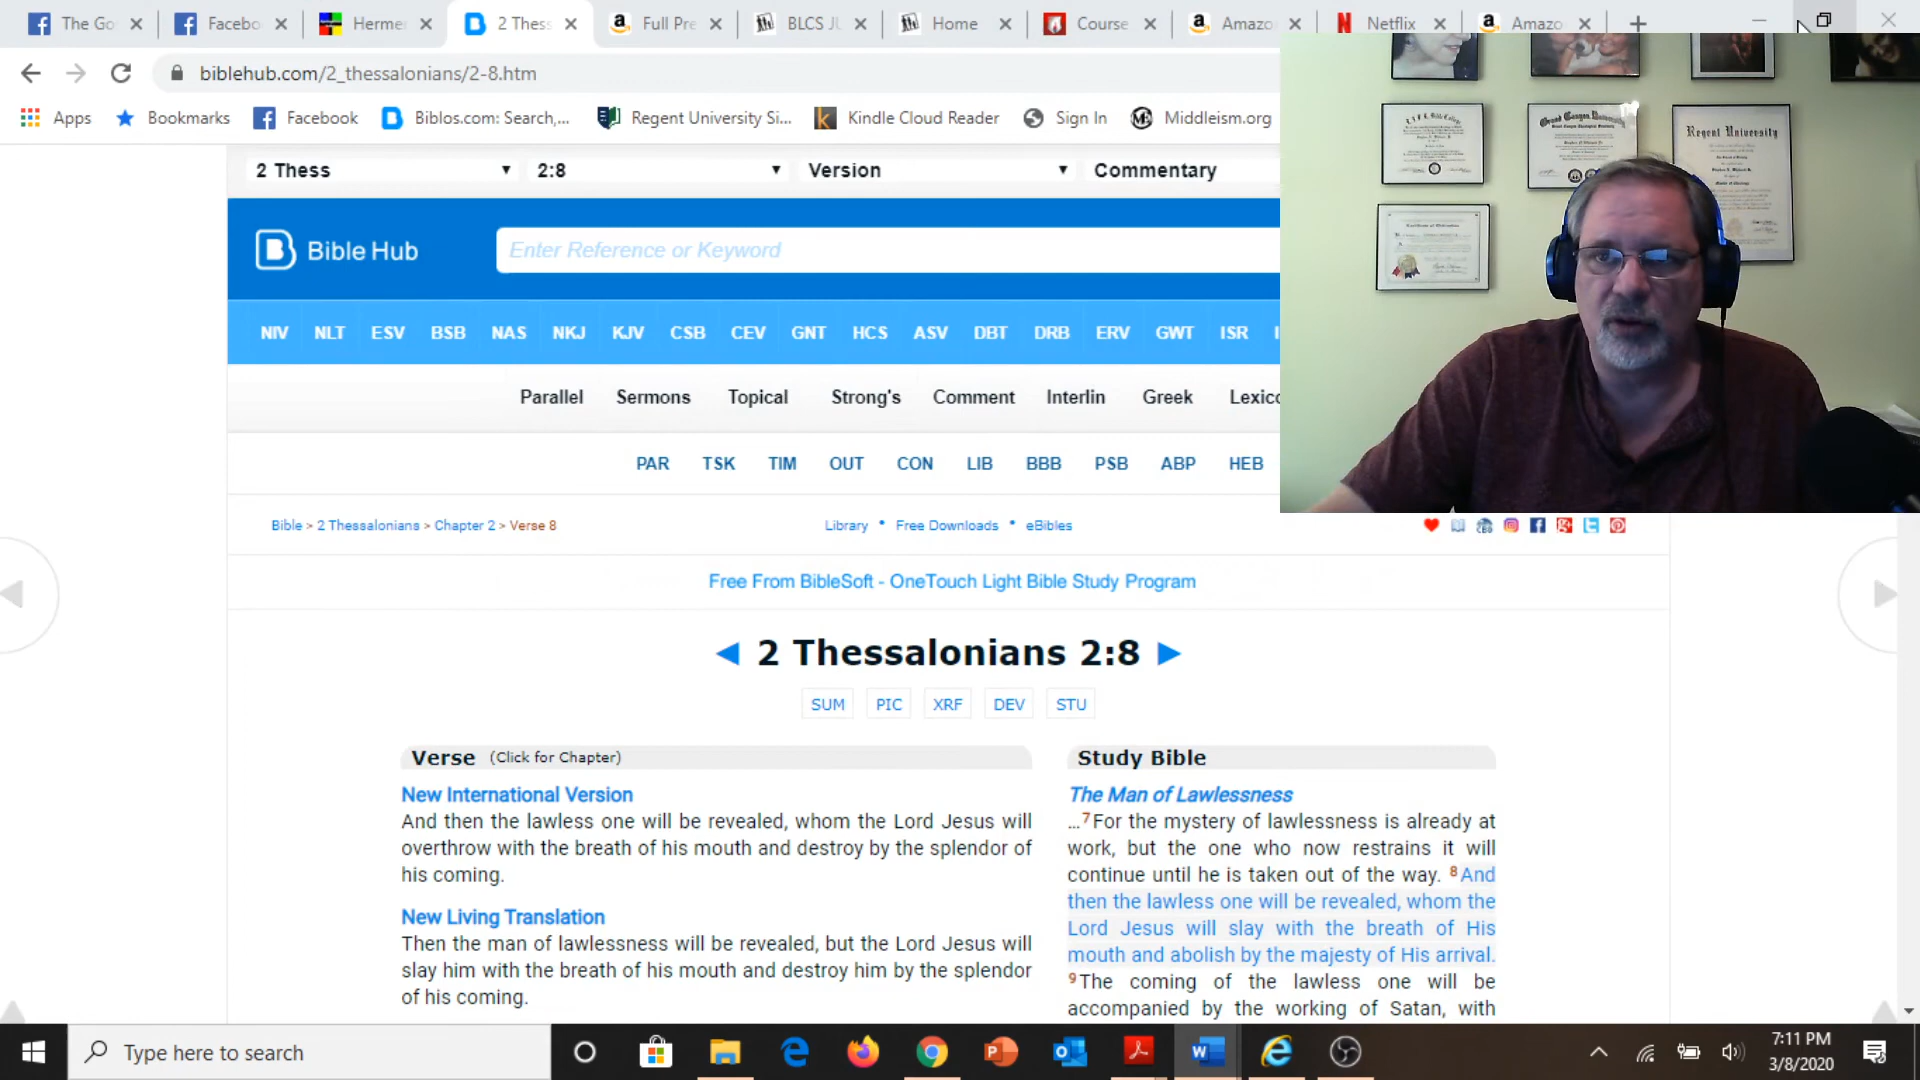 The Go
Facebo
Herme
2 Thess
Full Pre
BLCS JU
Home
Course
Amazo
Netflix
Amazo
biblehub.com/2_thessalonians/2-8.htm
Apps
Bookmarks
Facebook
Biblos.com: Search,...
Regent University Si...
Kindle Cloud Reader
Sign In
Middleism.org
2 Thess
2:8
Version
Commentary
Bible Hub
Enter Reference or Keyword
NIV NLT ESV BSB NAS NKJ KJV CSB CEV GNT HCS ASV DBT DRB ERV GWT ISR
Parallel Sermons Topical Strong's Comment Interlin Greek Lexico
PAR TSK TIM OUT CON LIB BBB PSB ABP HEB
Grand Canyon University
Regent University
Bible > 2 Thessalonians > Chapter 2 > Verse 8
Library • Free Downloads • eBibles
Free From BibleSoft - OneTouch Light Bible Study Program
◄ 2 Thessalonians 2:8 ►
SUM PIC XRF DEV STU
Verse (Click for Chapter)
New International Version
And then the lawless one will be revealed, whom the Lord Jesus will
overthrow with the breath of his mouth and destroy by the splendor of
his coming.
New Living Translation
Then the man of lawlessness will be revealed, but the Lord Jesus will
slay him with the breath of his mouth and destroy him by the splendor
of his coming.
Study Bible
The Man of Lawlessness
…7For the mystery of lawlessness is already at
work, but the one who now restrains it will
continue until he is taken out of the way. 8And
then the lawless one will be revealed, whom the
Lord Jesus will slay with the breath of His
mouth and abolish by the majesty of His arrival.
9The coming of the lawless one will be
accompanied by the working of Satan, with
Type here to search
7:11 PM
3/8/2020